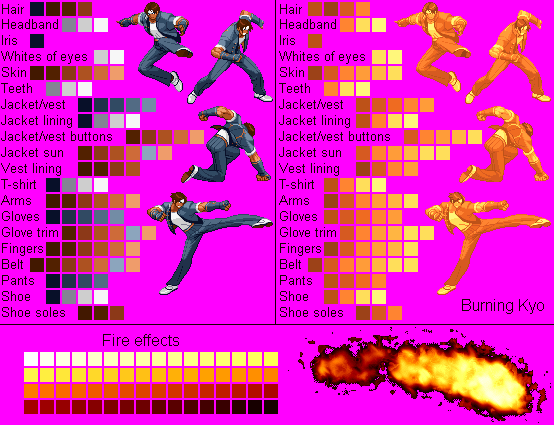 Hair
Headband
Iris
Whites of eyes
Skin
Teeth
Jacket/vest
Jacket lining
Jacket/vest buttons
Jacket sun
Vest lining
T-shirt
Arms
Gloves
Glove trim
Fingers
Belt
Pants
Shoe
Shoe soles
Hair
Headband
Iris
Whites of eyes
Skin
Teeth
Jacket/vest
Jacket lining
Jacket/vest buttons
Jacket sun
Vest lining
T-shirt
Arms
Gloves
Glove trim
Fingers
Belt
Pants
Shoe
Shoe soles
Burning Kyo
Fire effects